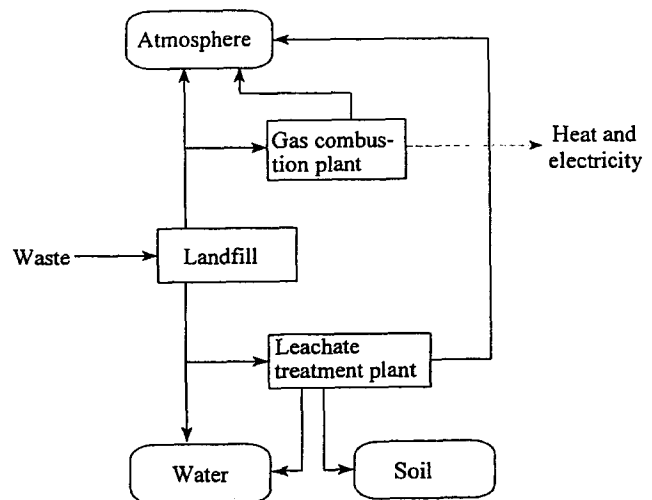 Atmosphere
Gas combus-
tion plant
Heat and
electricity
Waste
Landfill
Leachate
treatment plant
Water
Soil